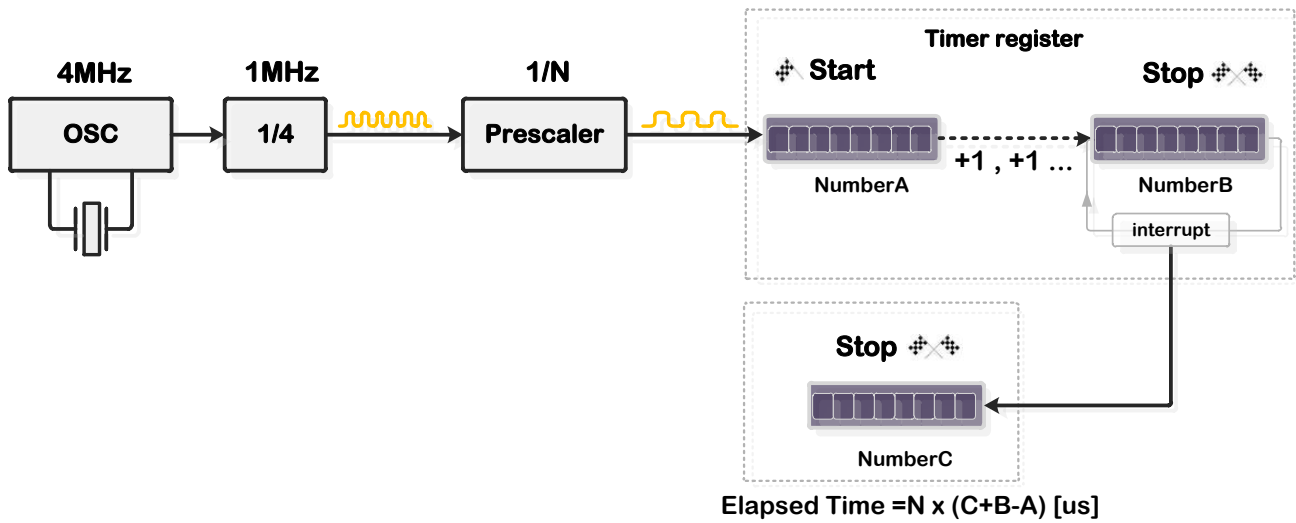 Timer register
4MHz
1MHz
1/N
Start
Stop
OSC
1/4
Prescaler
+1 , +1 ...
NumberA
NumberB
interrupt
Stop
NumberC
Elapsed Time =N x (C+B-A) [us]